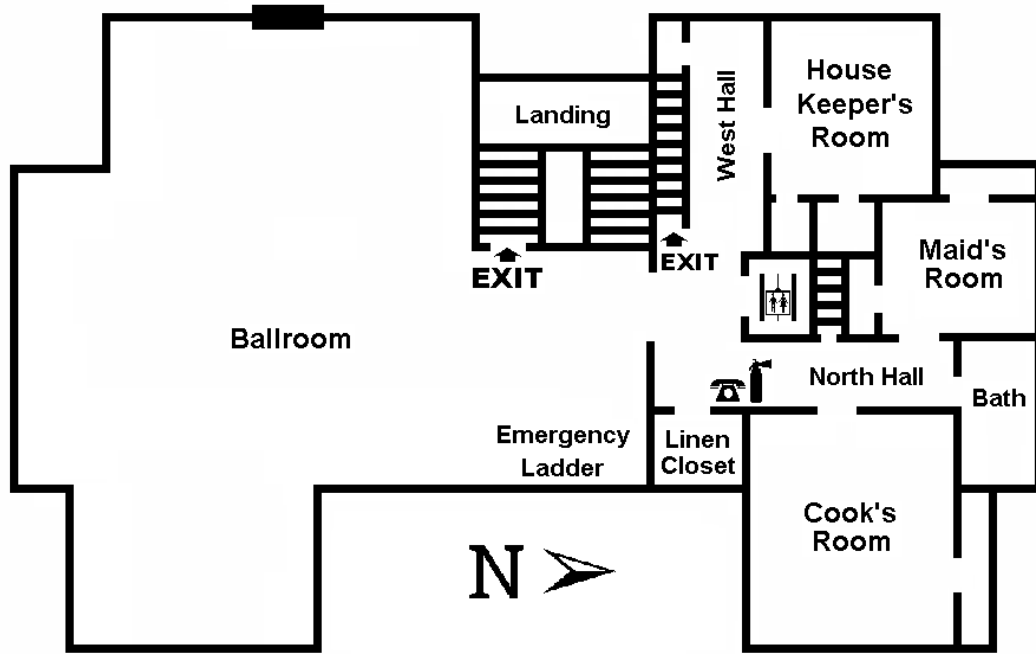 House
Keeper's
Room
Landing
West Hall
EXIT
EXIT
Maid's
Room
Ballroom
North Hall
Bath
Emergency
Ladder
Linen
Closet
Cook's
Room
N